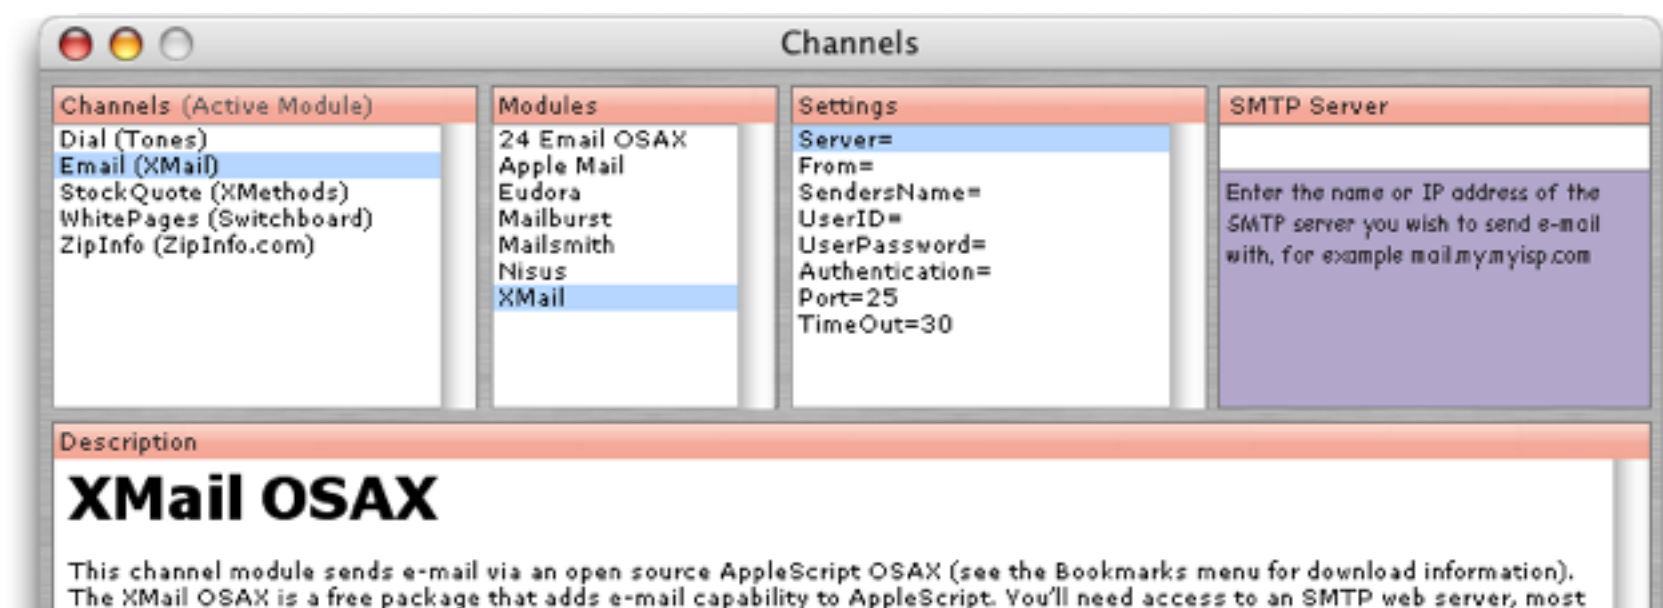 Channels
Channels (Active Module)
Dial (Tones)
Email (XMail)
StockQuote (XMethods)
WhitePages (Switchboard)
ZipInfo (ZipInfo.com)
Modules
24 Email OSAX
Apple Mail
Eudora
Mailburst
Mailsmith
Nisus
XMail
Settings
Server=
From=
SendersName=
UserID=
UserPassword=
Authentication=
Port=25
TimeOut=30
SMTP Server
Enter the name or IP address of the
SMTP server you wish to send e-mail
with, for example mail.my.myisp.com
Description
XMail OSAX
This channel module sends e-mail via an open source AppleScript OSAX (see the Bookmarks menu for download information).
The XMail OSAX is a free package that adds e-mail capability to AppleScript. You'll need access to an SMTP web server, most